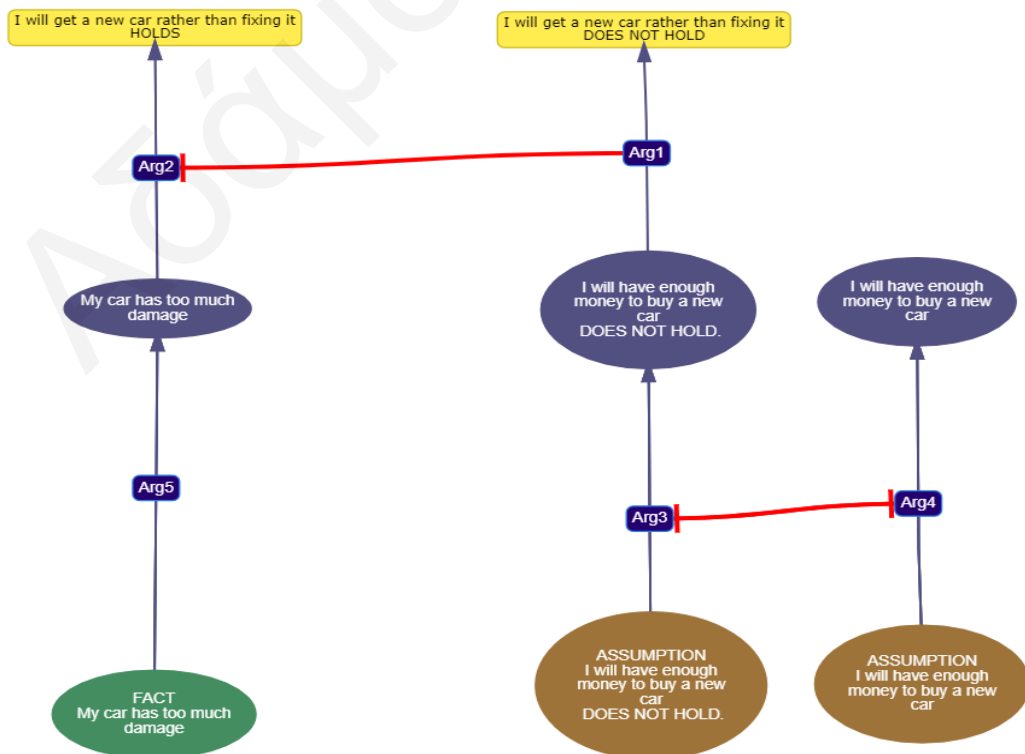 I will get a new car rather than fixing it
HOLDS
I will get a new car rather than fixing it
DOES NOT HOLD
Arg2
Arg1
My car has too much
damage
I will have enough
money to buy a new
car
DOES NOT HOLD.
I will have enough
money to buy a new
car
Arg5
Arg3
Arg4
FACT
My car has too much
damage
ASSUMPTION
I will have enough
money to buy a new
car
DOES NOT HOLD.
ASSUMPTION
I will have enough
money to buy a new
car